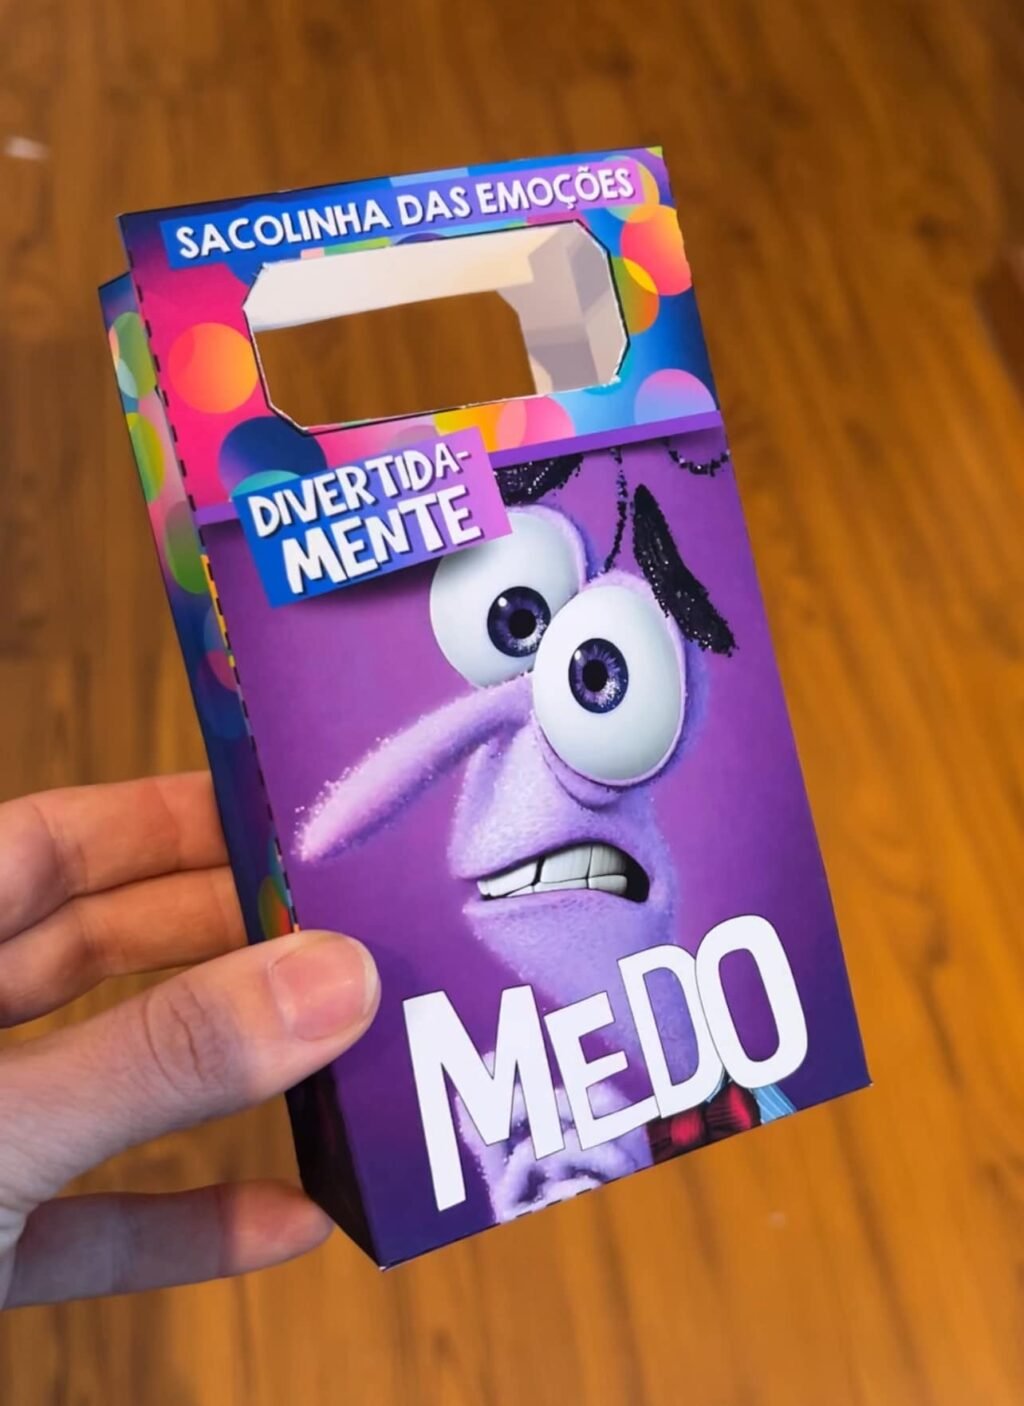 SACOLINHA DAS EMOÇÕES
DIVERTIDA-
MENTE
MEDO